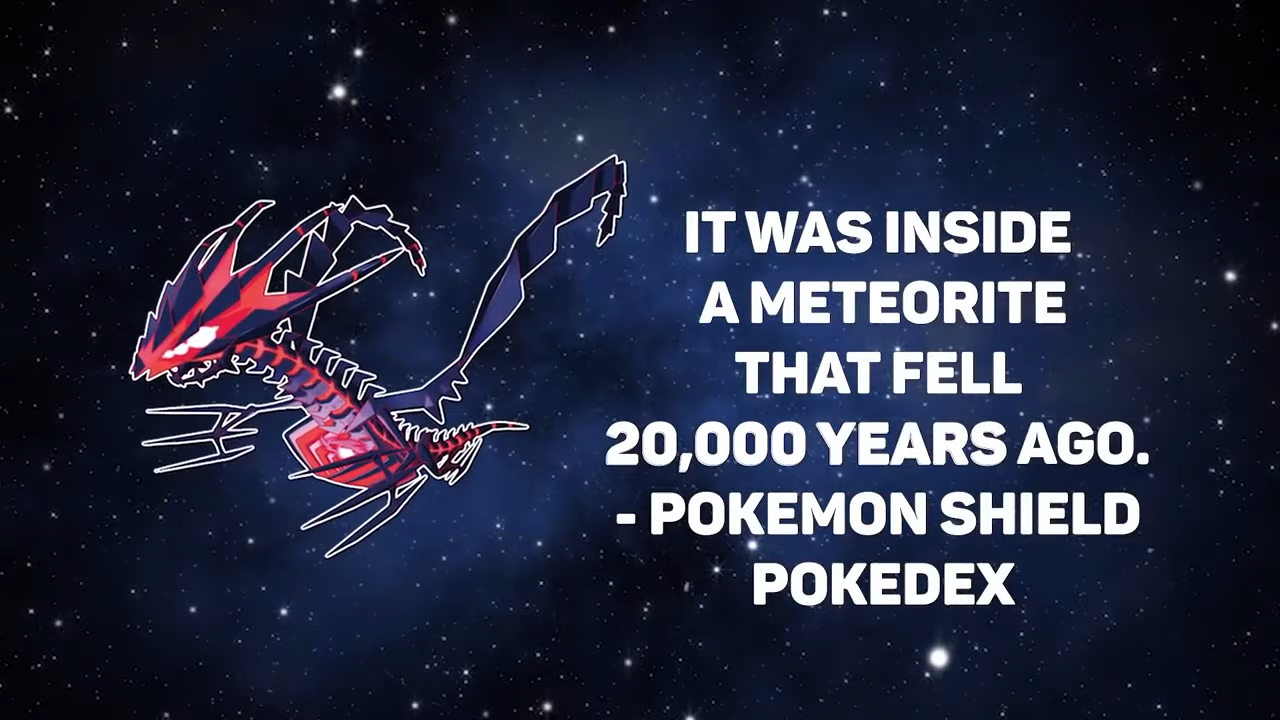 IT WAS INSIDE
A METEORITE
THAT FELL
20,000 YEARS AGO.
- POKEMON SHIELD
POKEDEX